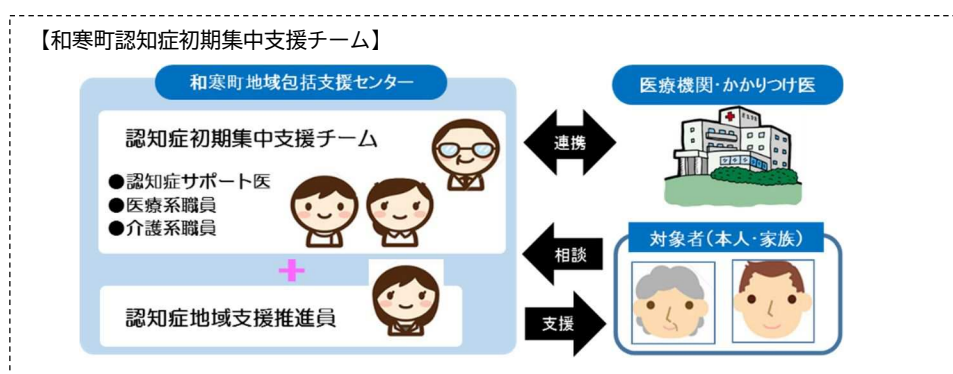 【和寒町認知症初期集中支援チーム】
和寒町地域包括支援センター
認知症初期集中支援チーム
●認知症サポート医
●医療系職員
●介護系職員
+
認知症地域支援推進員
連携
相談
支援
医療機関・かかりつけ医
対象者(本人・家族)